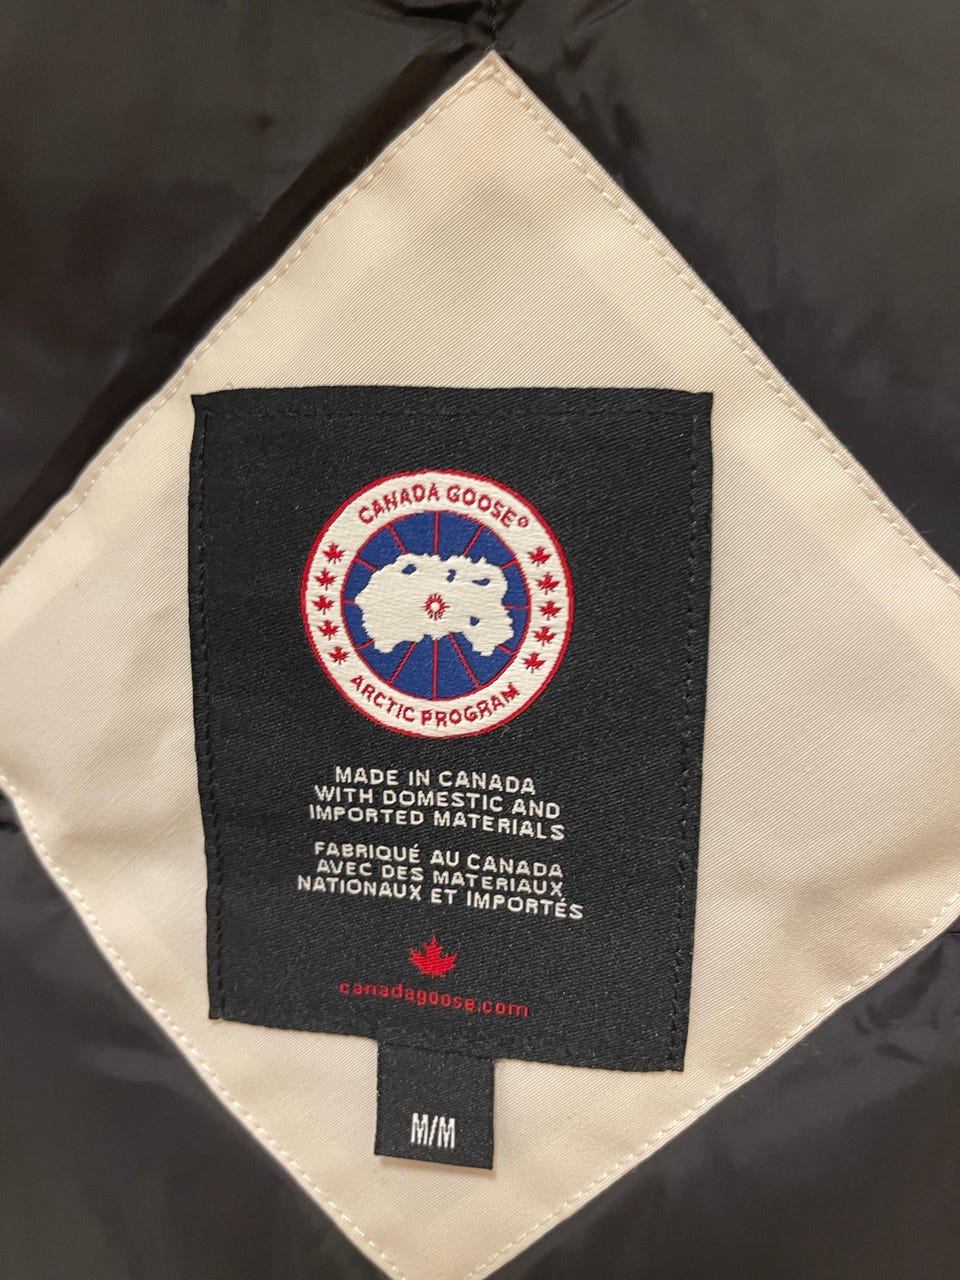 CANADA GOOSE®
ARCTIC PROGRAM
MADE IN CANADA
WITH DOMESTIC AND
IMPORTED MATERIALS
FABRIQUÉ AU CANADA
AVEC DES MATERIAUX
NATIONAUX ET IMPORTÉS
canadagoose.com
M/M